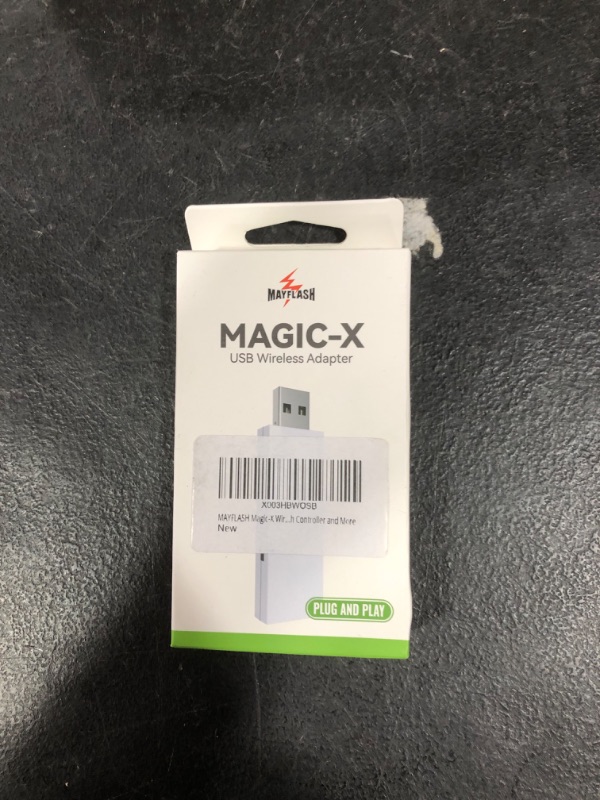 MAYFLASH
MAGIC-X
USB Wireless Adapter
X003HBWOSB
MAYFLASH Magic-X Wir...h Controller and More
New
PLUG AND PLAY